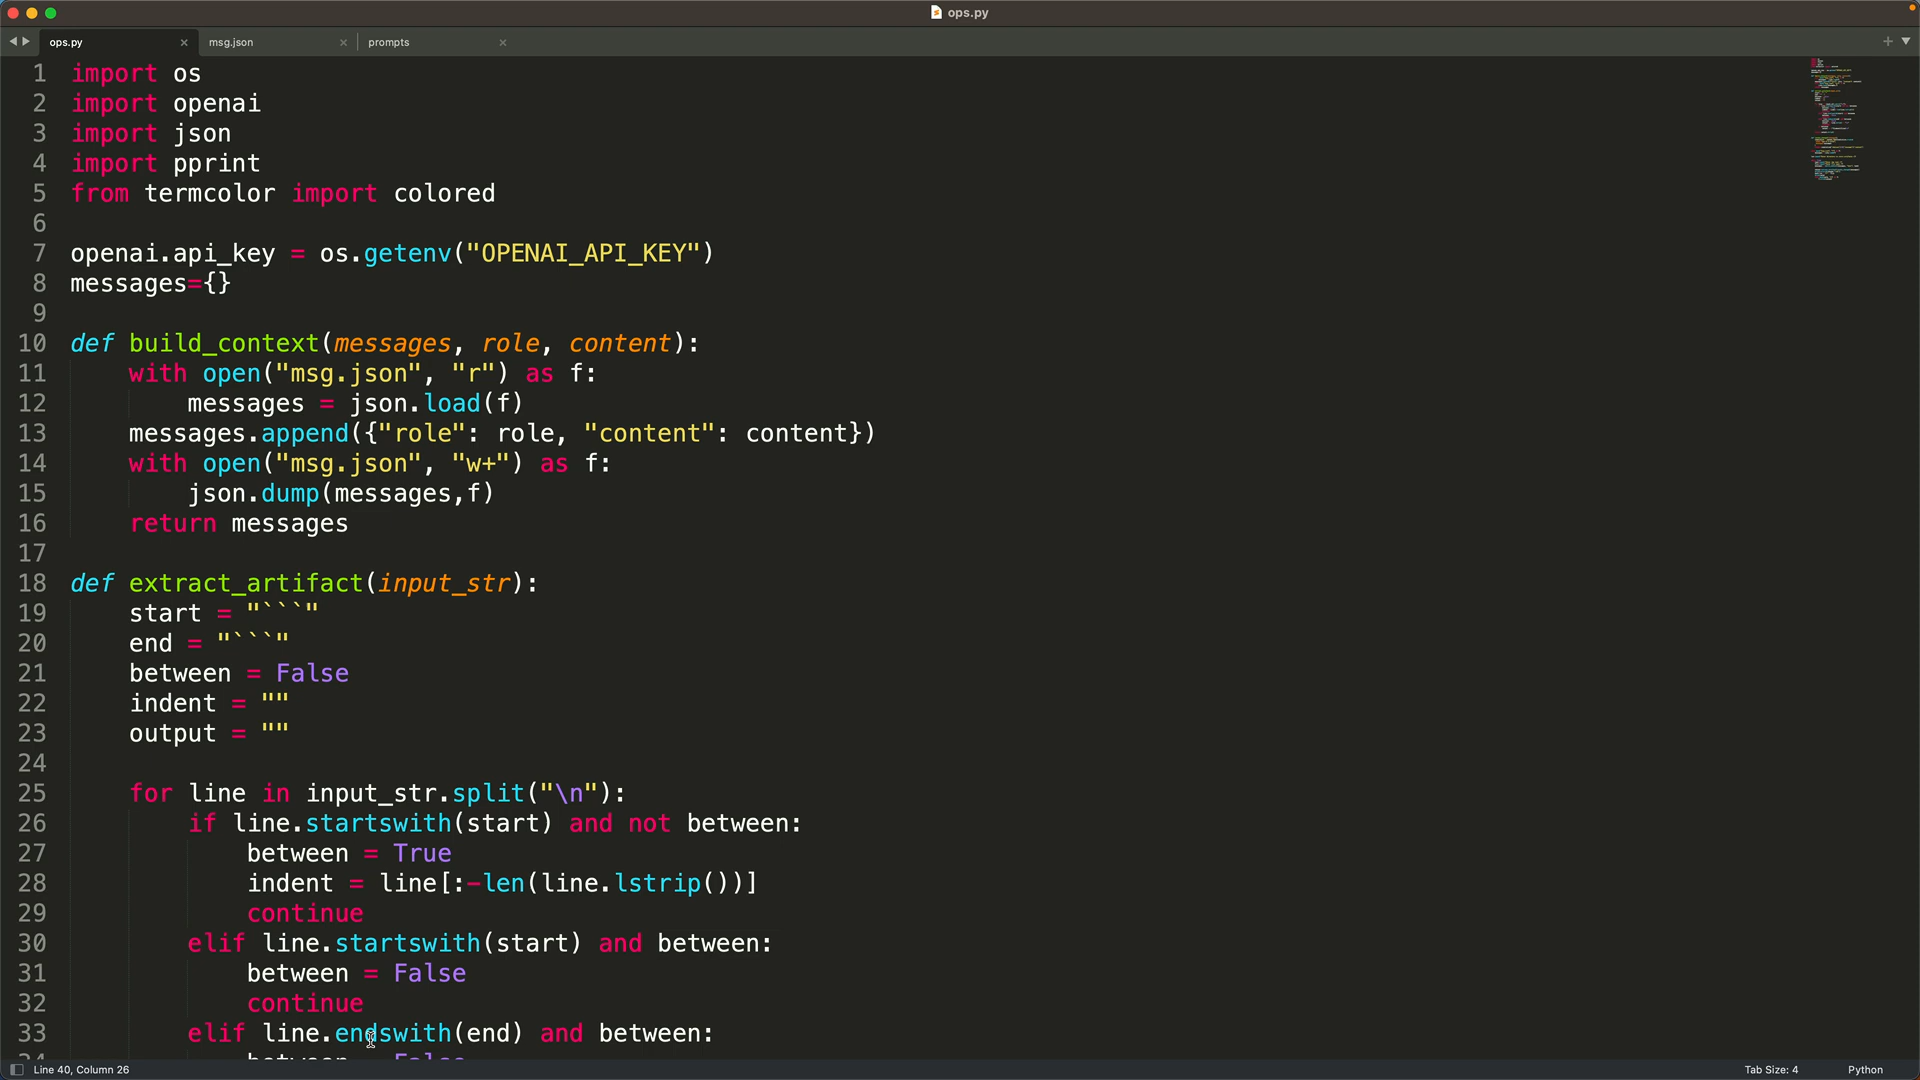 ops.py
ops.py
msg.json
prompts
1 import os
2 import openai
3 import json
4 import pprint
5 from termcolor import colored
6
7 openai.api_key = os.getenv("OPENAI_API_KEY")
8 messages={}
9
10 def build_context(messages, role, content):
11     with open("msg.json", "r") as f:
12         messages = json.load(f)
13     messages.append({"role": role, "content": content})
14     with open("msg.json", "w+") as f:
15         json.dump(messages,f)
16     return messages
17
18 def extract_artifact(input_str):
19     start = "```"
20     end = "```"
21     between = False
22     indent = ""
23     output = ""
24
25     for line in input_str.split("\n"):
26         if line.startswith(start) and not between:
27             between = True
28             indent = line[:-len(line.lstrip())]
29             continue
30         elif line.startswith(start) and between:
31             between = False
32             continue
33         elif line.endswith(end) and between:
34             between = False
Line 40, Column 26
Tab Size: 4
Python